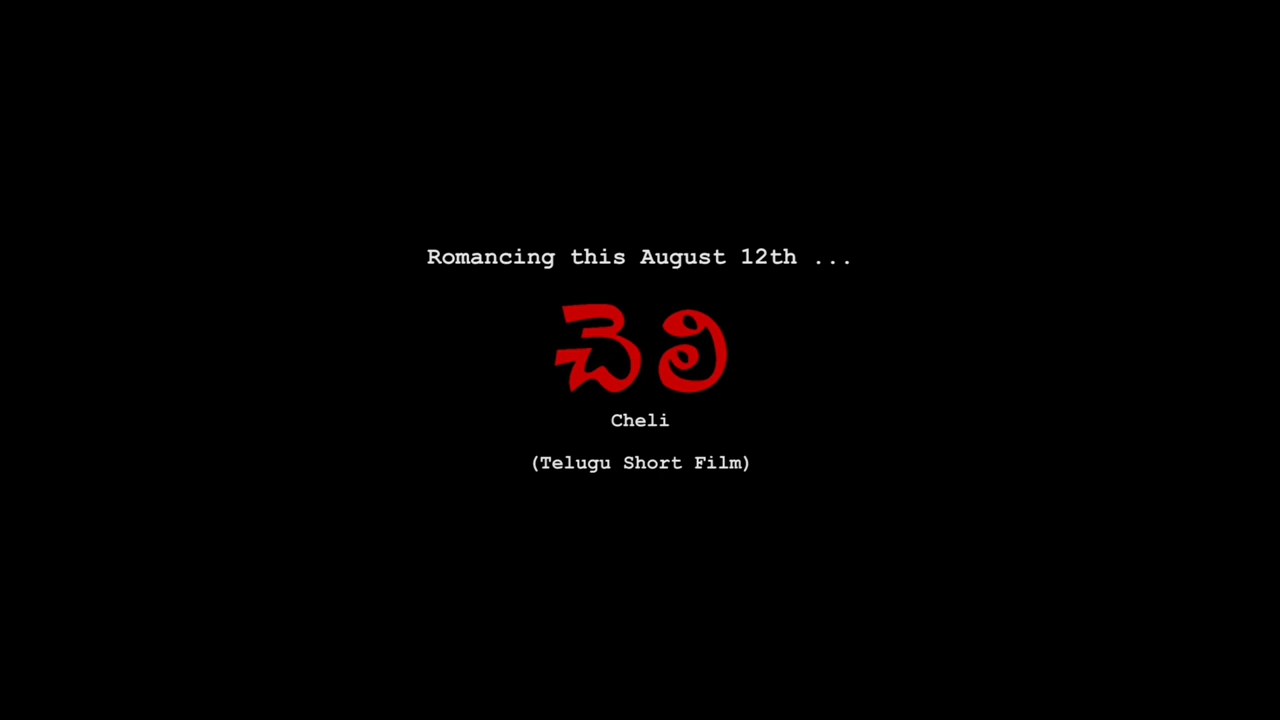 Romancing this August 12th ...
చెలి
Cheli
(Telugu Short Film)